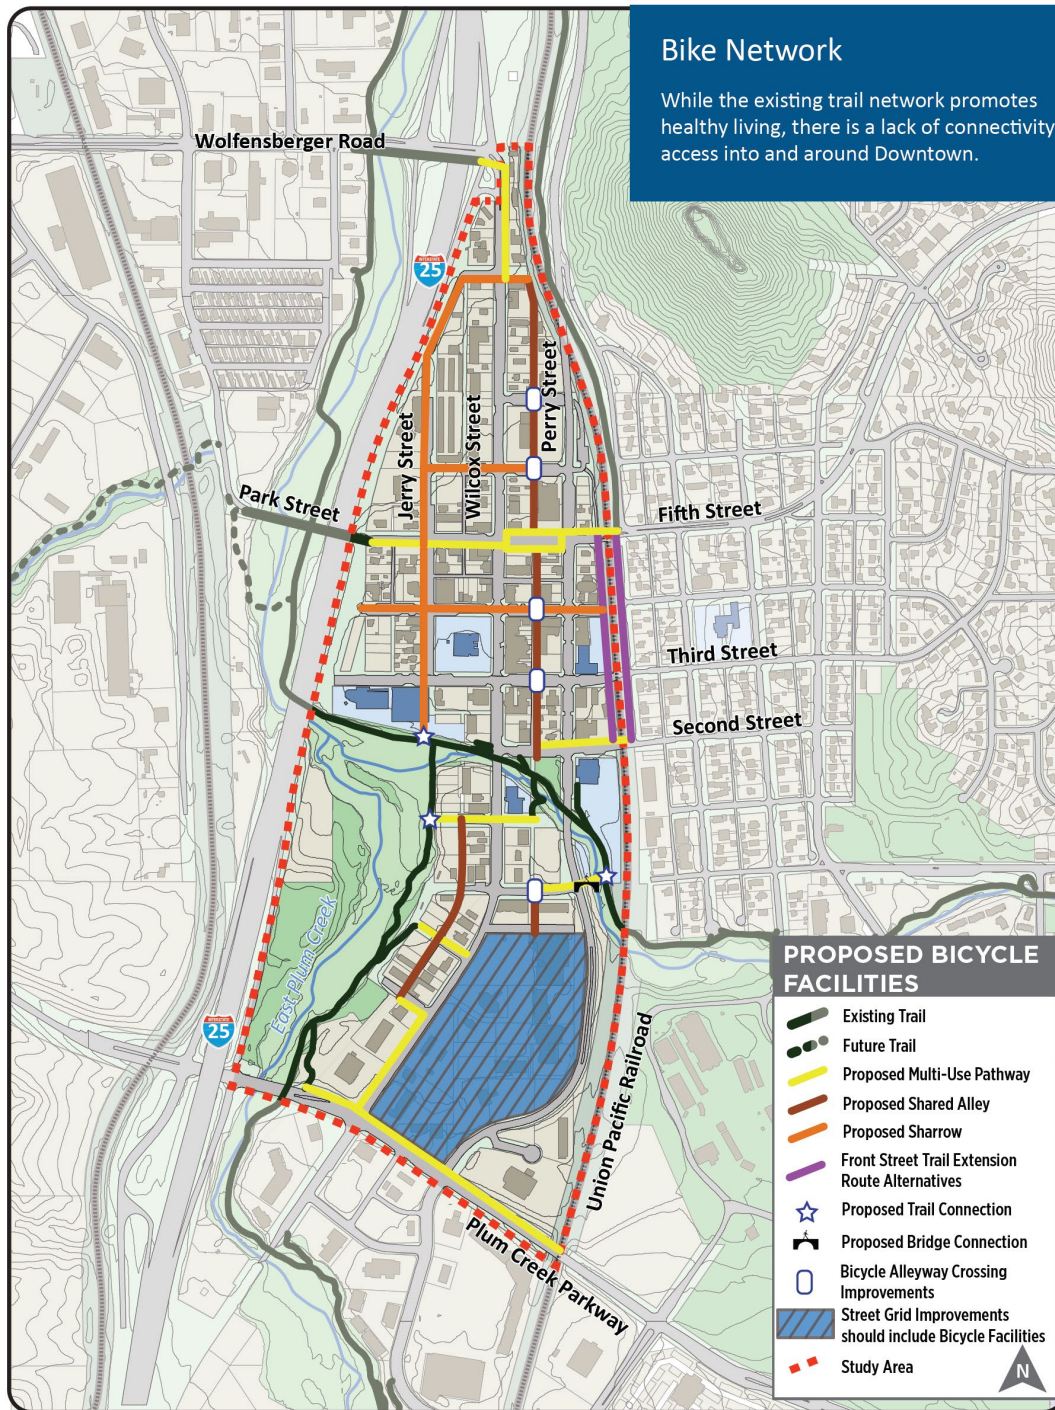 Bike Network
While the existing trail network promotes
healthy living, there is a lack of connectivity
access into and around Downtown.
Wolfensberger Road
INTERSTATE
25
Perry Street
Wilcox Street
Jerry Street
Park Street
Fifth Street
Third Street
Second Street
East Plum Creek
INTERSTATE
25
Union Pacific Railroad
Plum Creek Parkway
PROPOSED BICYCLE
FACILITIES
Existing Trail
Future Trail
Proposed Multi-Use Pathway
Proposed Shared Alley
Proposed Sharrow
Front Street Trail Extension
Route Alternatives
Proposed Trail Connection
Proposed Bridge Connection
Bicycle Alleyway Crossing
Improvements
Street Grid Improvements
should include Bicycle Facilities
Study Area
N